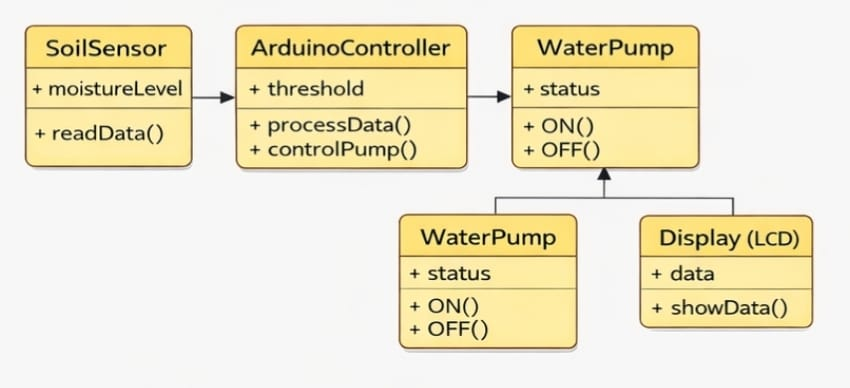 SoilSensor
+ moistureLevel
+ readData()
ArduinoController
+ threshold
+ processData()
+ controlPump()
WaterPump
+ status
+ ON()
+ OFF()
WaterPump
+ status
+ ON()
+ OFF()
Display (LCD)
+ data
+ showData()